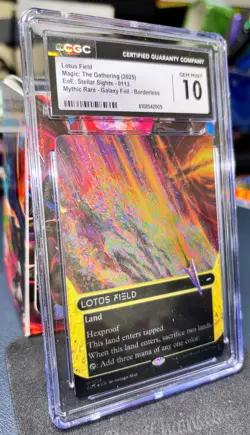 CGC
CERTIFIED GUARANTY COMPANY
Lotus Field
Magic: The Gathering (2025)
EoE: Stellar Sights - 0113
Mythic Rare - Galaxy Foil - Borderless
GEM MINT
10
LOTUS FIELD
Land
Hexproof
This land enters tapped.
When this land enters, sacrifice two lands.
: Add three mana of any one color.